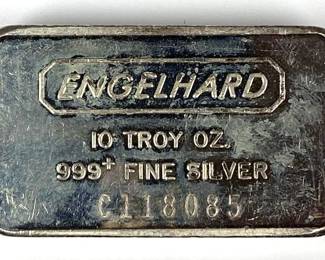 ENGELHARD
10 TROY OZ.
999+ FINE SILVER
C118085